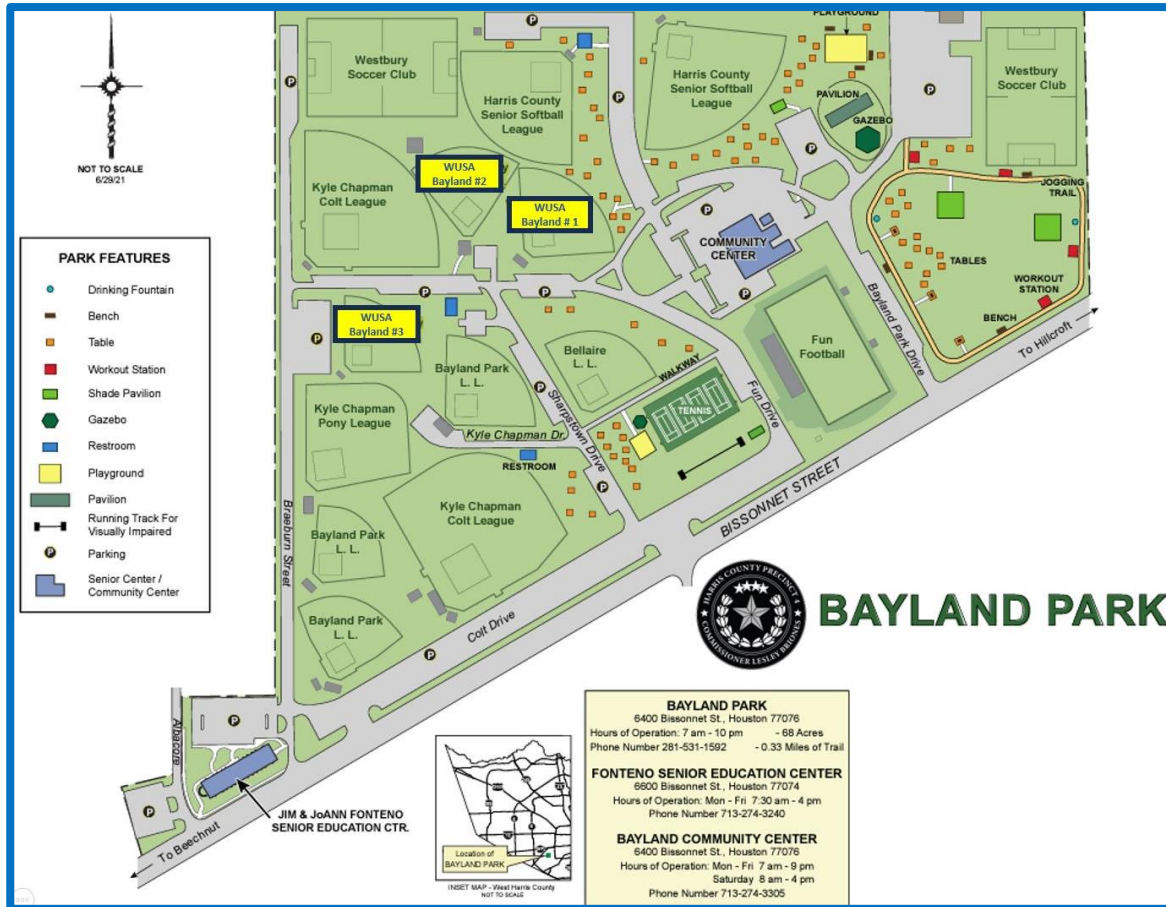 PLAYGROUND
Westbury
Soccer Club
Harris County
Senior Softball
League
Harris County
Senior Softball
League
PAVILION
GAZEBO
Westbury
Soccer Club
NOT TO SCALE
6/29/21
Kyle Chapman
Colt League
WUSA
Bayland #2
WUSA
Bayland # 1
JOGGING
TRAIL
COMMUNITY
CENTER
TABLES
WORKOUT
STATION
BENCH
To Hillcroft
Bayland Park Drive
PARK FEATURES
Drinking Fountain
Bench
Table
Workout Station
Shade Pavilion
Gazebo
Restroom
Playground
Pavilion
Running Track For
Visually Impaired
P Parking
Senior Center /
Community Center
WUSA
Bayland #3
Bayland Park
L. L.
Bellaire
L. L.
WALKWAY
Fun
Football
TENNIS
Fun Drive
Sharpstown Drive
Kyle Chapman
Pony League
Kyle Chapman Dr.
RESTROOM
Kyle Chapman
Colt League
Braeburn Street
Bayland Park
L. L.
Bayland Park
L. L.
Colt Drive
BISSONNET STREET
HARRIS COUNTY PRECINCT 4
COMMISSIONER LESLEY BRIONES
BAYLAND PARK
Albacore
To Beechnut
JIM & JoANN FONTENO
SENIOR EDUCATION CTR.
Location of
BAYLAND PARK
INSET MAP - West Harris County
NOT TO SCALE
BAYLAND PARK
6400 Bissonnet St., Houston 77076
Hours of Operation: 7 am - 10 pm - 68 Acres
Phone Number 281-531-1592 - 0.33 Miles of Trail
FONTENO SENIOR EDUCATION CENTER
6600 Bissonnet St., Houston 77074
Hours of Operation: Mon - Fri 7:30 am - 4 pm
Phone Number 713-274-3240
BAYLAND COMMUNITY CENTER
6400 Bissonnet St., Houston 77076
Hours of Operation: Mon - Fri 7 am - 9 pm
Saturday 8 am - 4 pm
Phone Number 713-274-3305